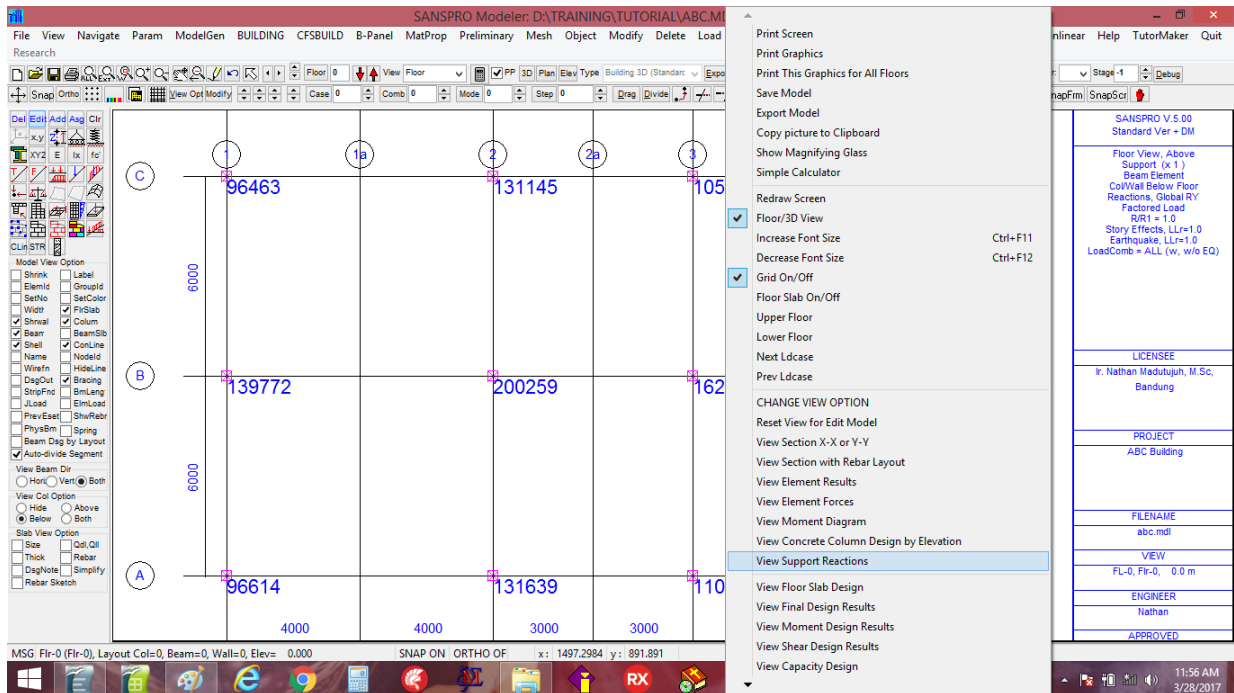 SANSPRO Modeler: D:\TRAINING\TUTORIAL\ABC.M
File View Navigate Param ModelGen BUILDING CFSBUILD B-Panel MatProp Preliminary Mesh Object Modify Delete Load
nlinear Help TutorMaker Quit
Research
Floor 0 View Floor PP 3D Plan Elev Type Building 3D (Standarc Expo
Stage -1 Debug
Snap Ortho View Opt Modify Case 0 Comb 0 Mode 0 Step 0 Drag Divide
napFrm SnapScr
Del Edit Add Asg Clr
x,y
XY2 E Ix fc'
CLin STR
Model View Option
Shrink Label
ElemId GroupId
SetNo SetColor
Width FlrSlab
Shrwal Colum
Bearr BeamSlb
Shell ConLine
Name NodeId
Wirefn HideLine
DsgOut Bracing
StripFnd BmLeng
JLoad ElmLoad
PrevEset ShwRebr
PhysBm Spring
Beam Dsg by Layout
Auto-divide Segment
View Beam Dir
Horiz Vert Both
View Col Option
Hide Above
Below Both
Slab View Option
Size Qdl,Qll
Thick Rebar
DsgNote Simplify
Rebar Sketch
1 1a 2 2a 3
C
96463 131145 105
6000
B
139772 200259 162
6000
A
96614 131639 110
4000 4000 3000 3000
Print Screen
Print Graphics
Print This Graphics for All Floors
Save Model
Export Model
Copy picture to Clipboard
Show Magnifying Glass
Simple Calculator
Redraw Screen
Floor/3D View
Increase Font Size Ctrl+F11
Decrease Font Size Ctrl+F12
Grid On/Off
Floor Slab On/Off
Upper Floor
Lower Floor
Next Ldcase
Prev Ldcase
CHANGE VIEW OPTION
Reset View for Edit Model
View Section X-X or Y-Y
View Section with Rebar Layout
View Element Results
View Element Forces
View Moment Diagram
View Concrete Column Design by Elevation
View Support Reactions
View Floor Slab Design
View Final Design Results
View Moment Design Results
View Shear Design Results
View Capacity Design
SANSPRO V.5.00
Standard Ver + DM
Floor View, Above
Support (x 1 )
Beam Element
Col/Wall Below Floor
Reactions, Global RY
Factored Load
R/R1 = 1.0
Story Effects, LLr=1.0
Earthquake, LLr=1.0
LoadComb = ALL (w, w/o EQ)
LICENSEE
Ir. Nathan Madutujuh, M.Sc,
Bandung
PROJECT
ABC Building
FILENAME
abc.mdl
VIEW
FL-0, Flr-0, 0.0 m
ENGINEER
Nathan
APPROVED
MSG Flr-0 (Flr-0), Layout Col=0, Beam=0, Wall=0, Elev= 0.000 SNAP ON ORTHO OF x: 1497.2984 y: 891.891
RX
11:56 AM
3/28/2017